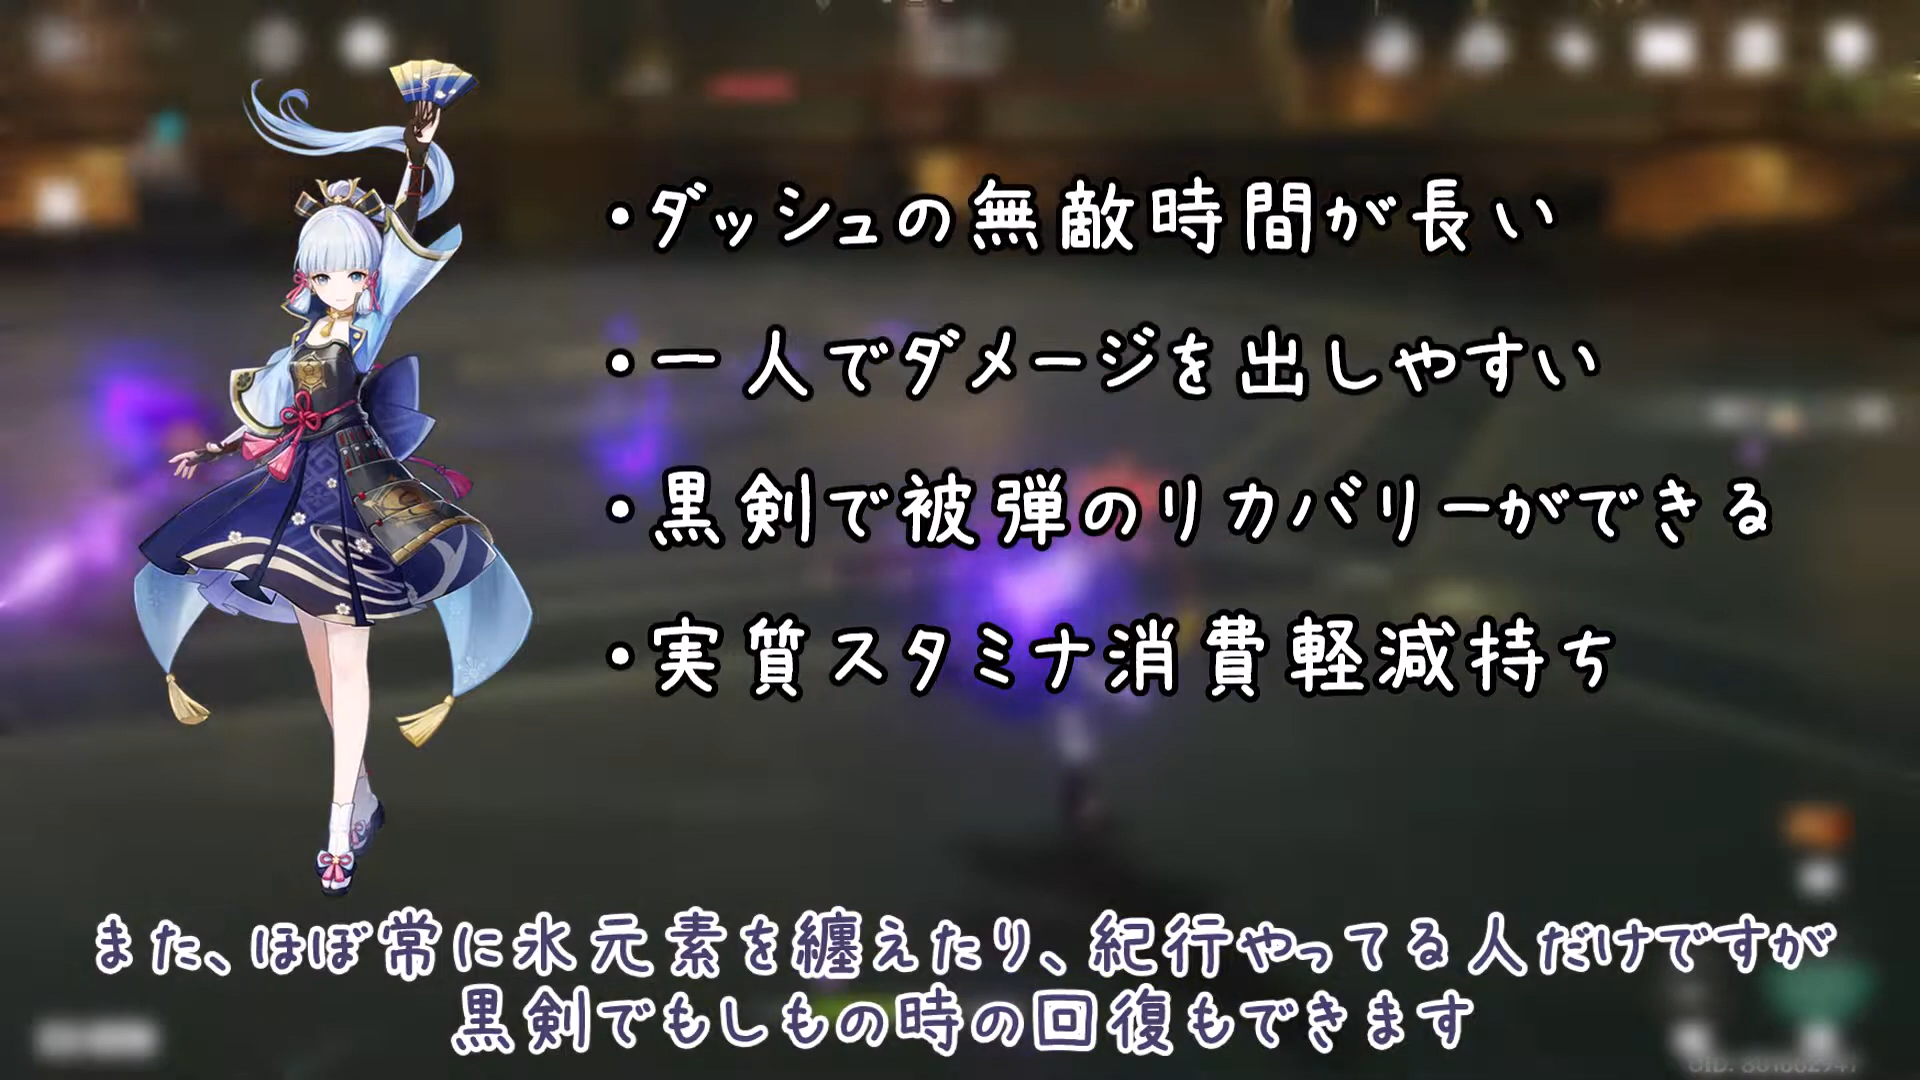 ・ダッシュの無敵時間が長い
・一人でダメージを出しやすい
・黒剣で被弾のリカバリーができる
・実質スタミナ消費軽減持ち
また、ほぼ常に氷元素を纏えたり、紀行やってる人だけですが
黒剣でもしもの時の回復もできます